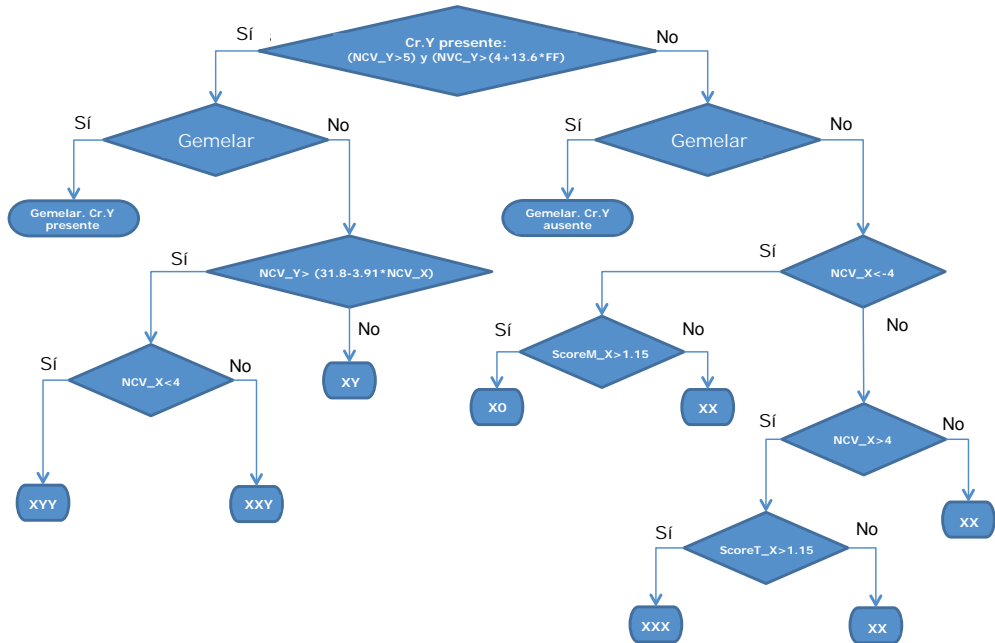 Sí
Cr.Y presente:
(NCV_Y>5) y (NVC_Y>(4+13.6*FF)
No
Sí
Gemelar
No
Sí
Gemelar
No
Gemelar. Cr.Y
presente
Gemelar. Cr.Y
ausente
Sí
NCV_Y> (31.8-3.91*NCV_X)
Sí
NCV_X<-4
No
No
Sí
ScoreM_X>1.15
No
Sí
NCV_X<4
No
XY
X0
XX
Sí
NCV_X>4
No
XYY
XXY
XX
Sí
ScoreT_X>1.15
No
XXX
XX